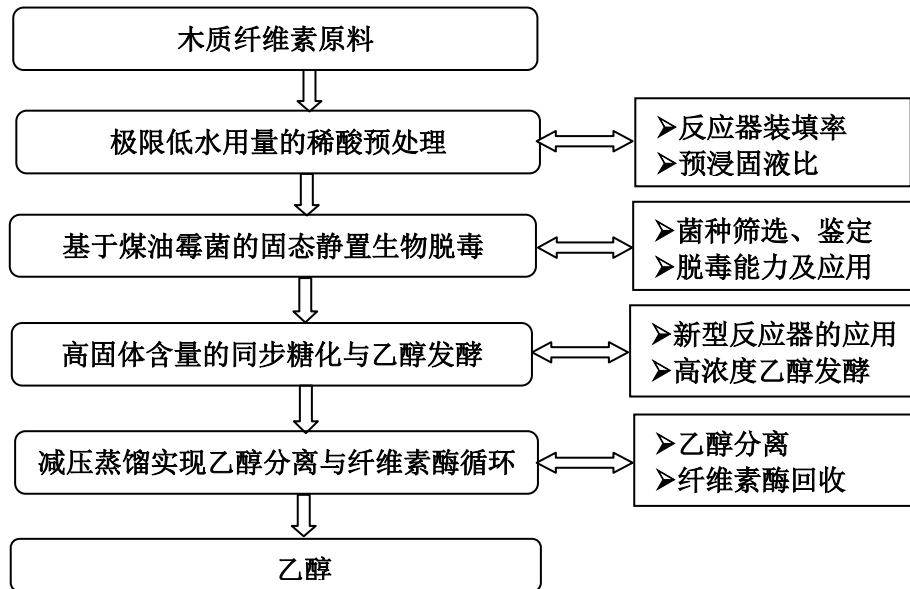 木质纤维素原料
极限低水用量的稀酸预处理
➢反应器装填率
➢预浸固液比
基于煤油霉菌的固态静置生物脱毒
➢菌种筛选、鉴定
➢脱毒能力及应用
高固体含量的同步糖化与乙醇发酵
➢新型反应器的应用
➢高浓度乙醇发酵
减压蒸馏实现乙醇分离与纤维素酶循环
➢乙醇分离
➢纤维素酶回收
乙醇